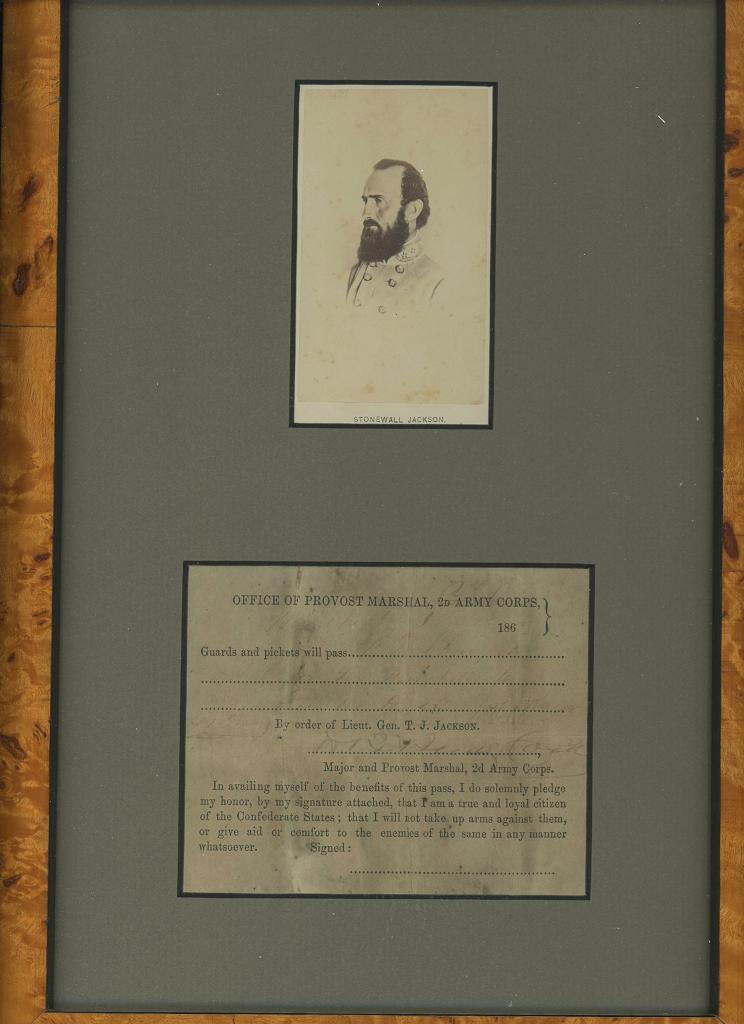 STONEWALL JACKSON.
OFFICE OF PROVOST MARSHAL, 2D ARMY CORPS,
186
Guards and pickets will pass
By order of Lieut. Gen. T. J. JACKSON.
Major and Provost Marshal, 2d Army Corps.
In availing myself of the benefits of this pass, I do solemnly pledge
my honor, by my signature attached, that I am a true and loyal citizen
of the Confederate States; that I will not take up arms against them,
or give aid or comfort to the enemies of the same in any manner
whatsoever. Signed: